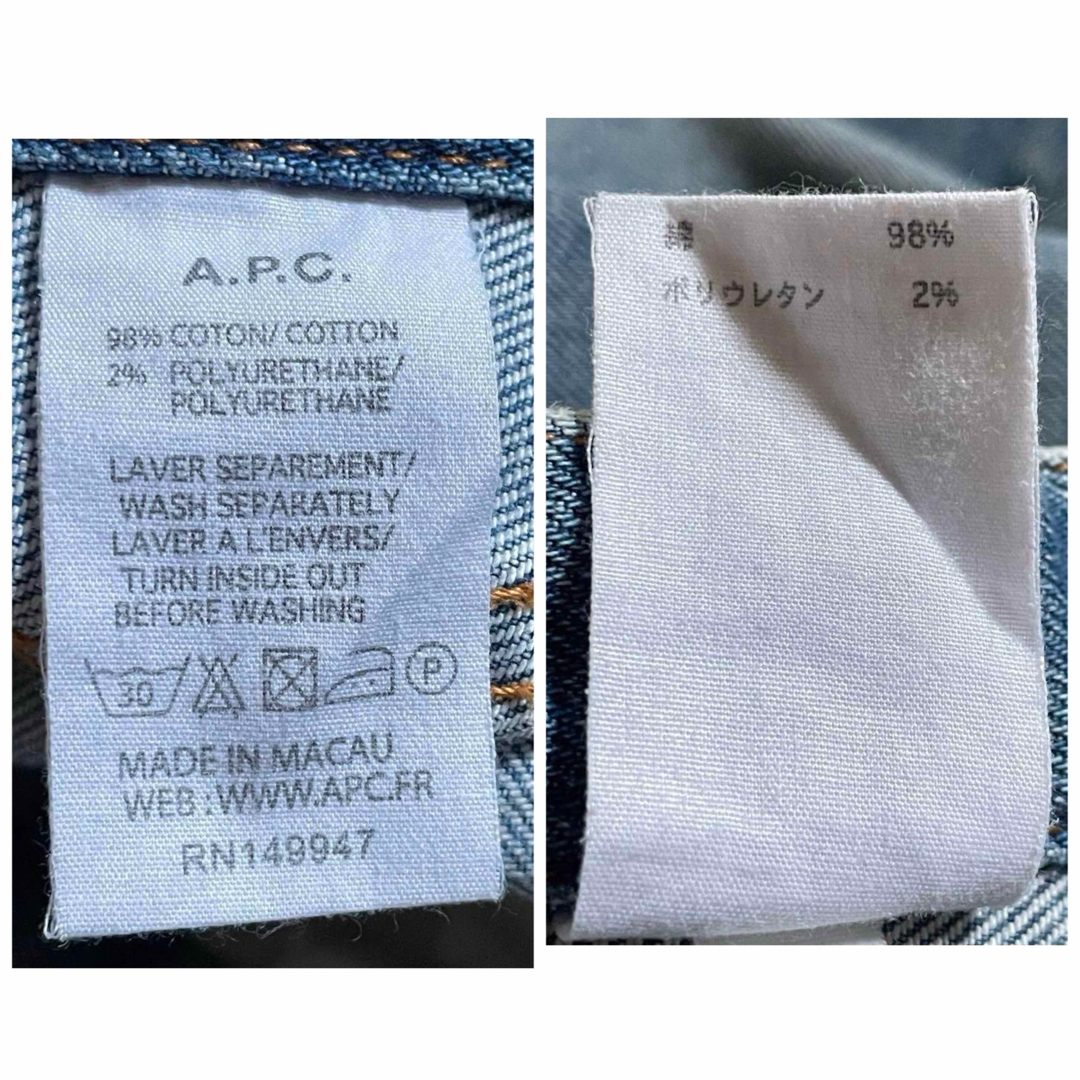 A.P.C.
98% COTON/ COTTON
2% POLYURETHANE/
POLYURETHANE
LAVER SEPAREMENT/
WASH SEPARATELY
LAVER A L'ENVERS/
TURN INSIDE OUT
BEFORE WASHING
30 P
MADE IN MACAU
WEB : WWW.APC.FR
RN149947
綿 98%
ポリウレタン 2%